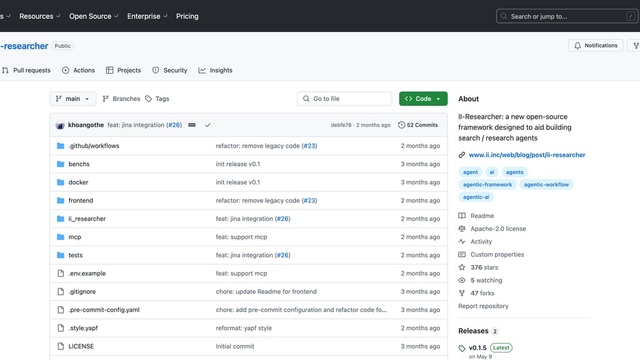 s Resources Open Source Enterprise Pricing Search or jump to... /
-researcher Public Notifications
Pull requests Actions Projects Security Insights
main Branches Tags Go to file Code About
khoangothe feat: jina integration (#26) debfe78 · 2 months ago 52 Commits
II-Researcher: a new open-source
framework designed to aid building
search / research agents
.github/workflows refactor: remove legacy code (#23) 2 months ago
benchs init release v0.1 3 months ago
www.ii.inc/web/blog/post/ii-researcher
docker init release v0.1 3 months ago
agent ai agents
agentic-framework agentic-workflow
agentic-ai
frontend refactor: remove legacy code (#23) 2 months ago
ii_researcher feat: jina integration (#26) 2 months ago
Readme
mcp feat: support mcp 2 months ago
Apache-2.0 license
Activity
tests feat: jina integration (#26) 2 months ago
Custom properties
.env.example feat: support mcp 2 months ago
376 stars
5 watching
.gitignore chore: update Readme for frontend 3 months ago
47 forks
Report repository
.pre-commit-config.yaml chore: add pre-commit configuration and refactor code fo... 3 months ago
.style.yapf reformat: yapf style 2 months ago
Releases 2
LICENSE Initial commit 3 months ago
v0.1.5 Latest
on May 9